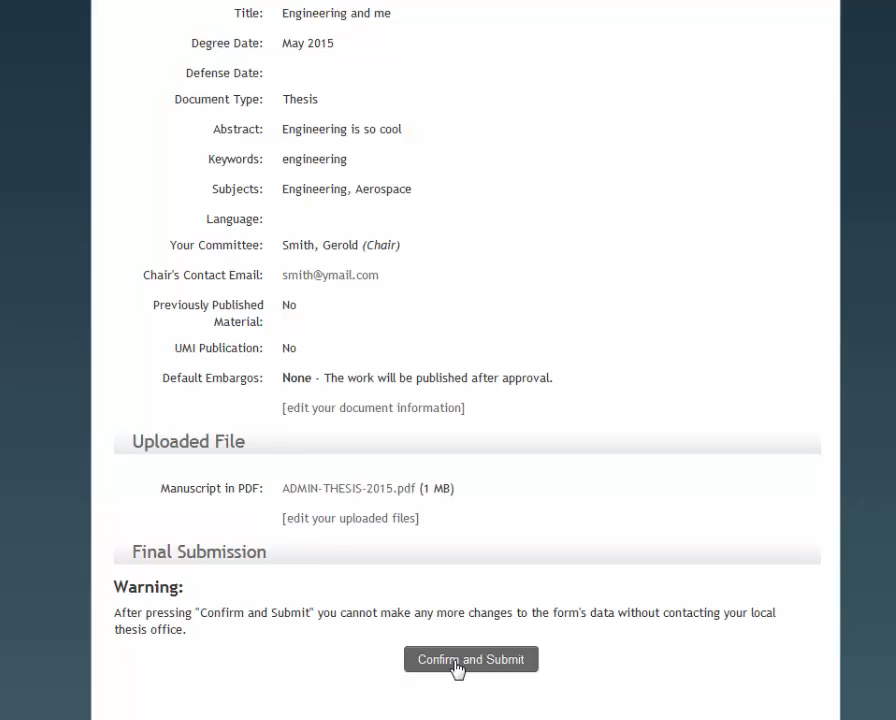 Title: Engineering and me
Degree Date: May 2015
Defense Date:
Document Type: Thesis
Abstract: Engineering is so cool
Keywords: engineering
Subjects: Engineering, Aerospace
Language:
Your Committee: Smith, Gerold (Chair)
Chair's Contact Email: smith@ymail.com
Previously Published No
Material:
UMI Publication: No
Default Embargos: None - The work will be published after approval.
[edit your document information]
Uploaded File
Manuscript in PDF: ADMIN-THESIS-2015.pdf (1 MB)
[edit your uploaded files]
Final Submission
Warning:
After pressing "Confirm and Submit" you cannot make any more changes to the form's data without contacting your local
thesis office.
Confirm and Submit